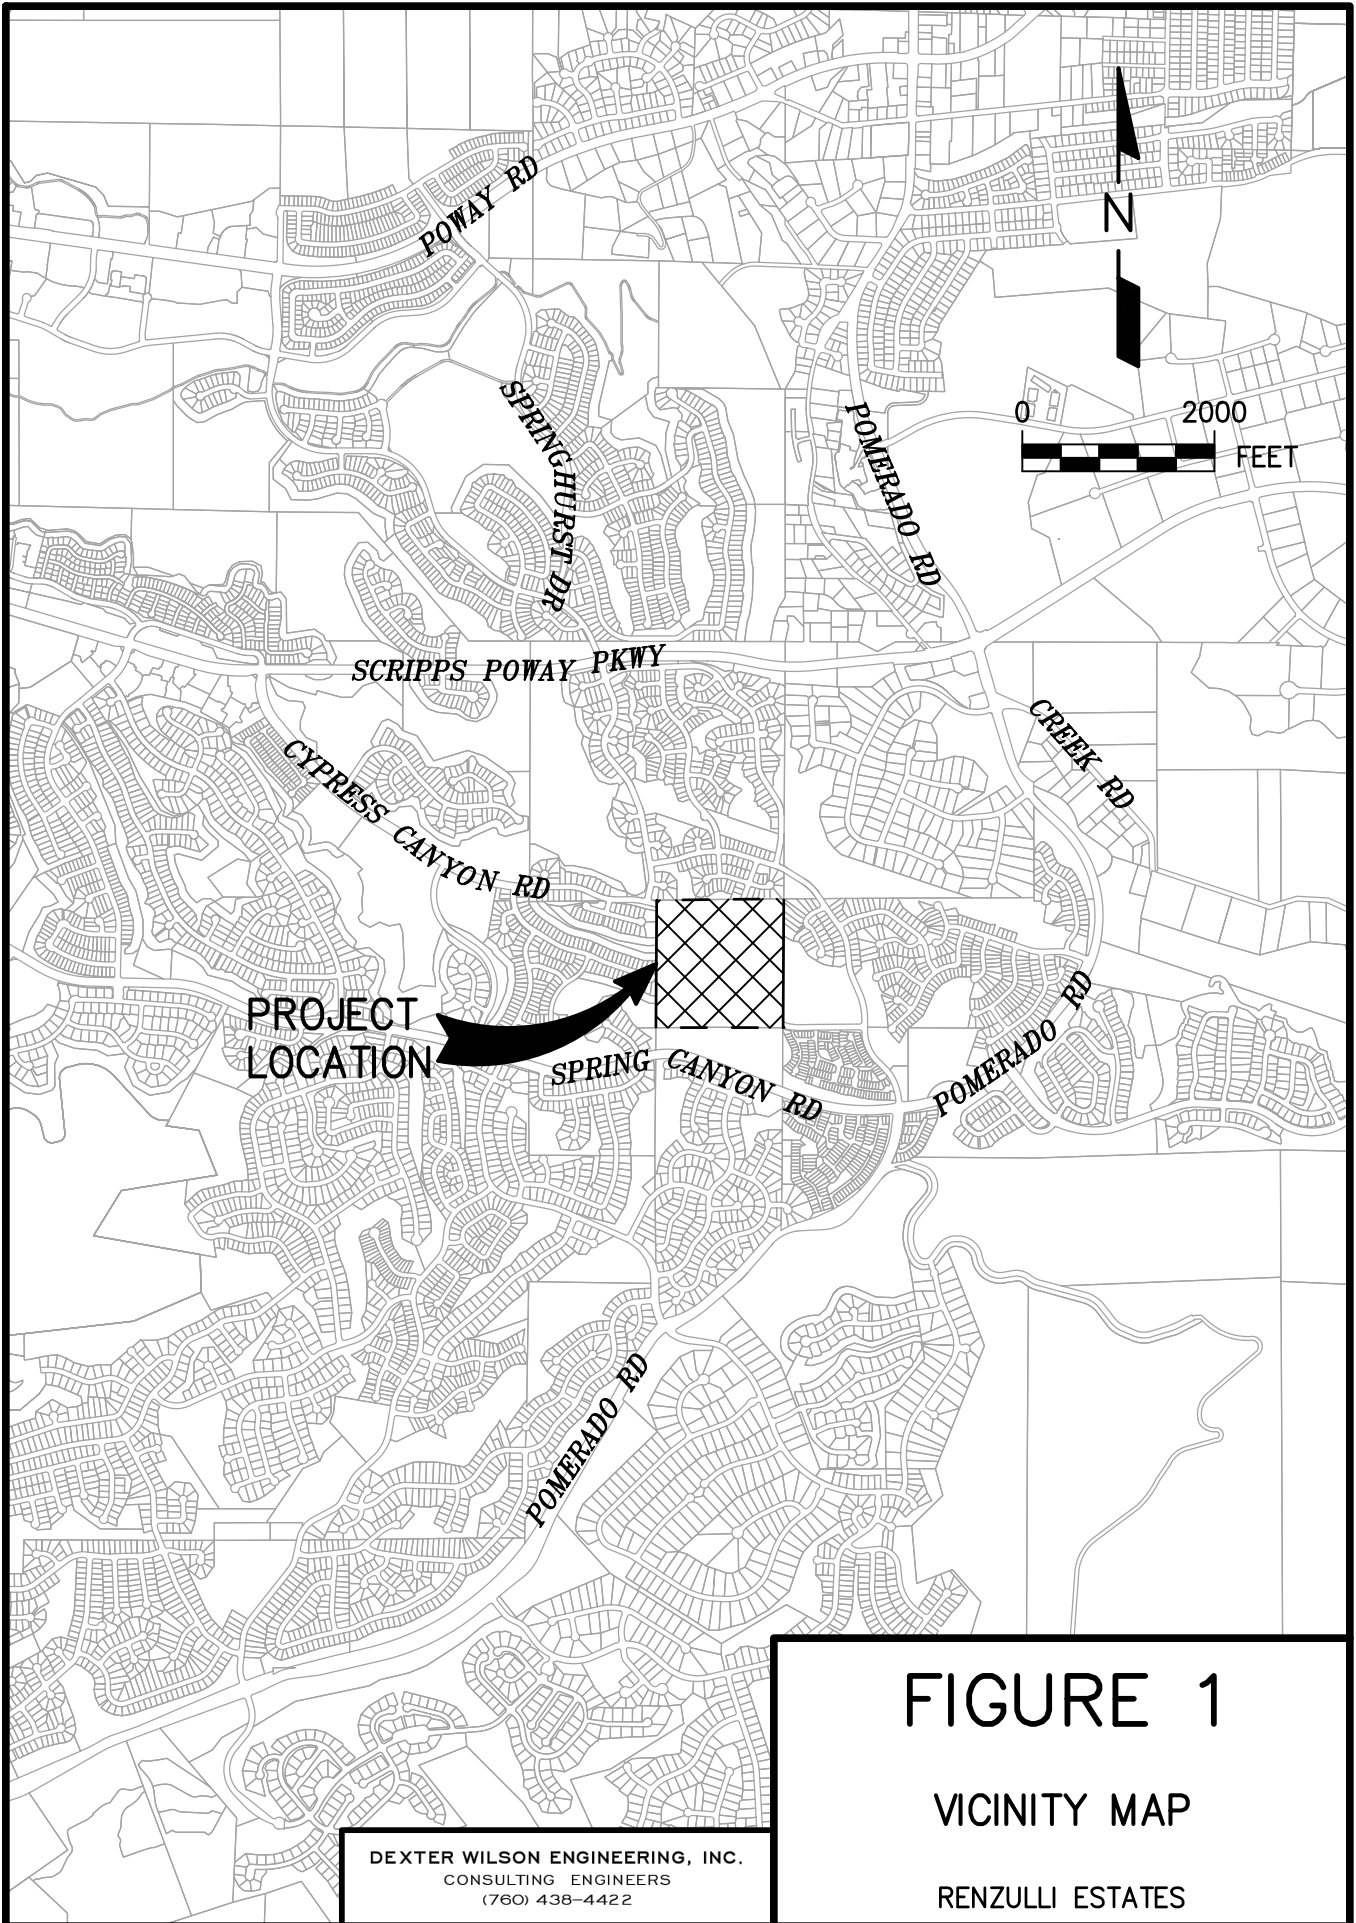 POWAY RD
N
SPRINGHURST DR
0 2000
FEET
POMERADO RD
SCRIPPS POWAY PKWY
CREEK RD
CYPRESS CANYON RD
PROJECT
LOCATION
SPRING CANYON RD
POMERADO RD
POMERADO RD
FIGURE 1
VICINITY MAP
RENZULLI ESTATES
DEXTER WILSON ENGINEERING, INC.
CONSULTING ENGINEERS
(760) 438-4422